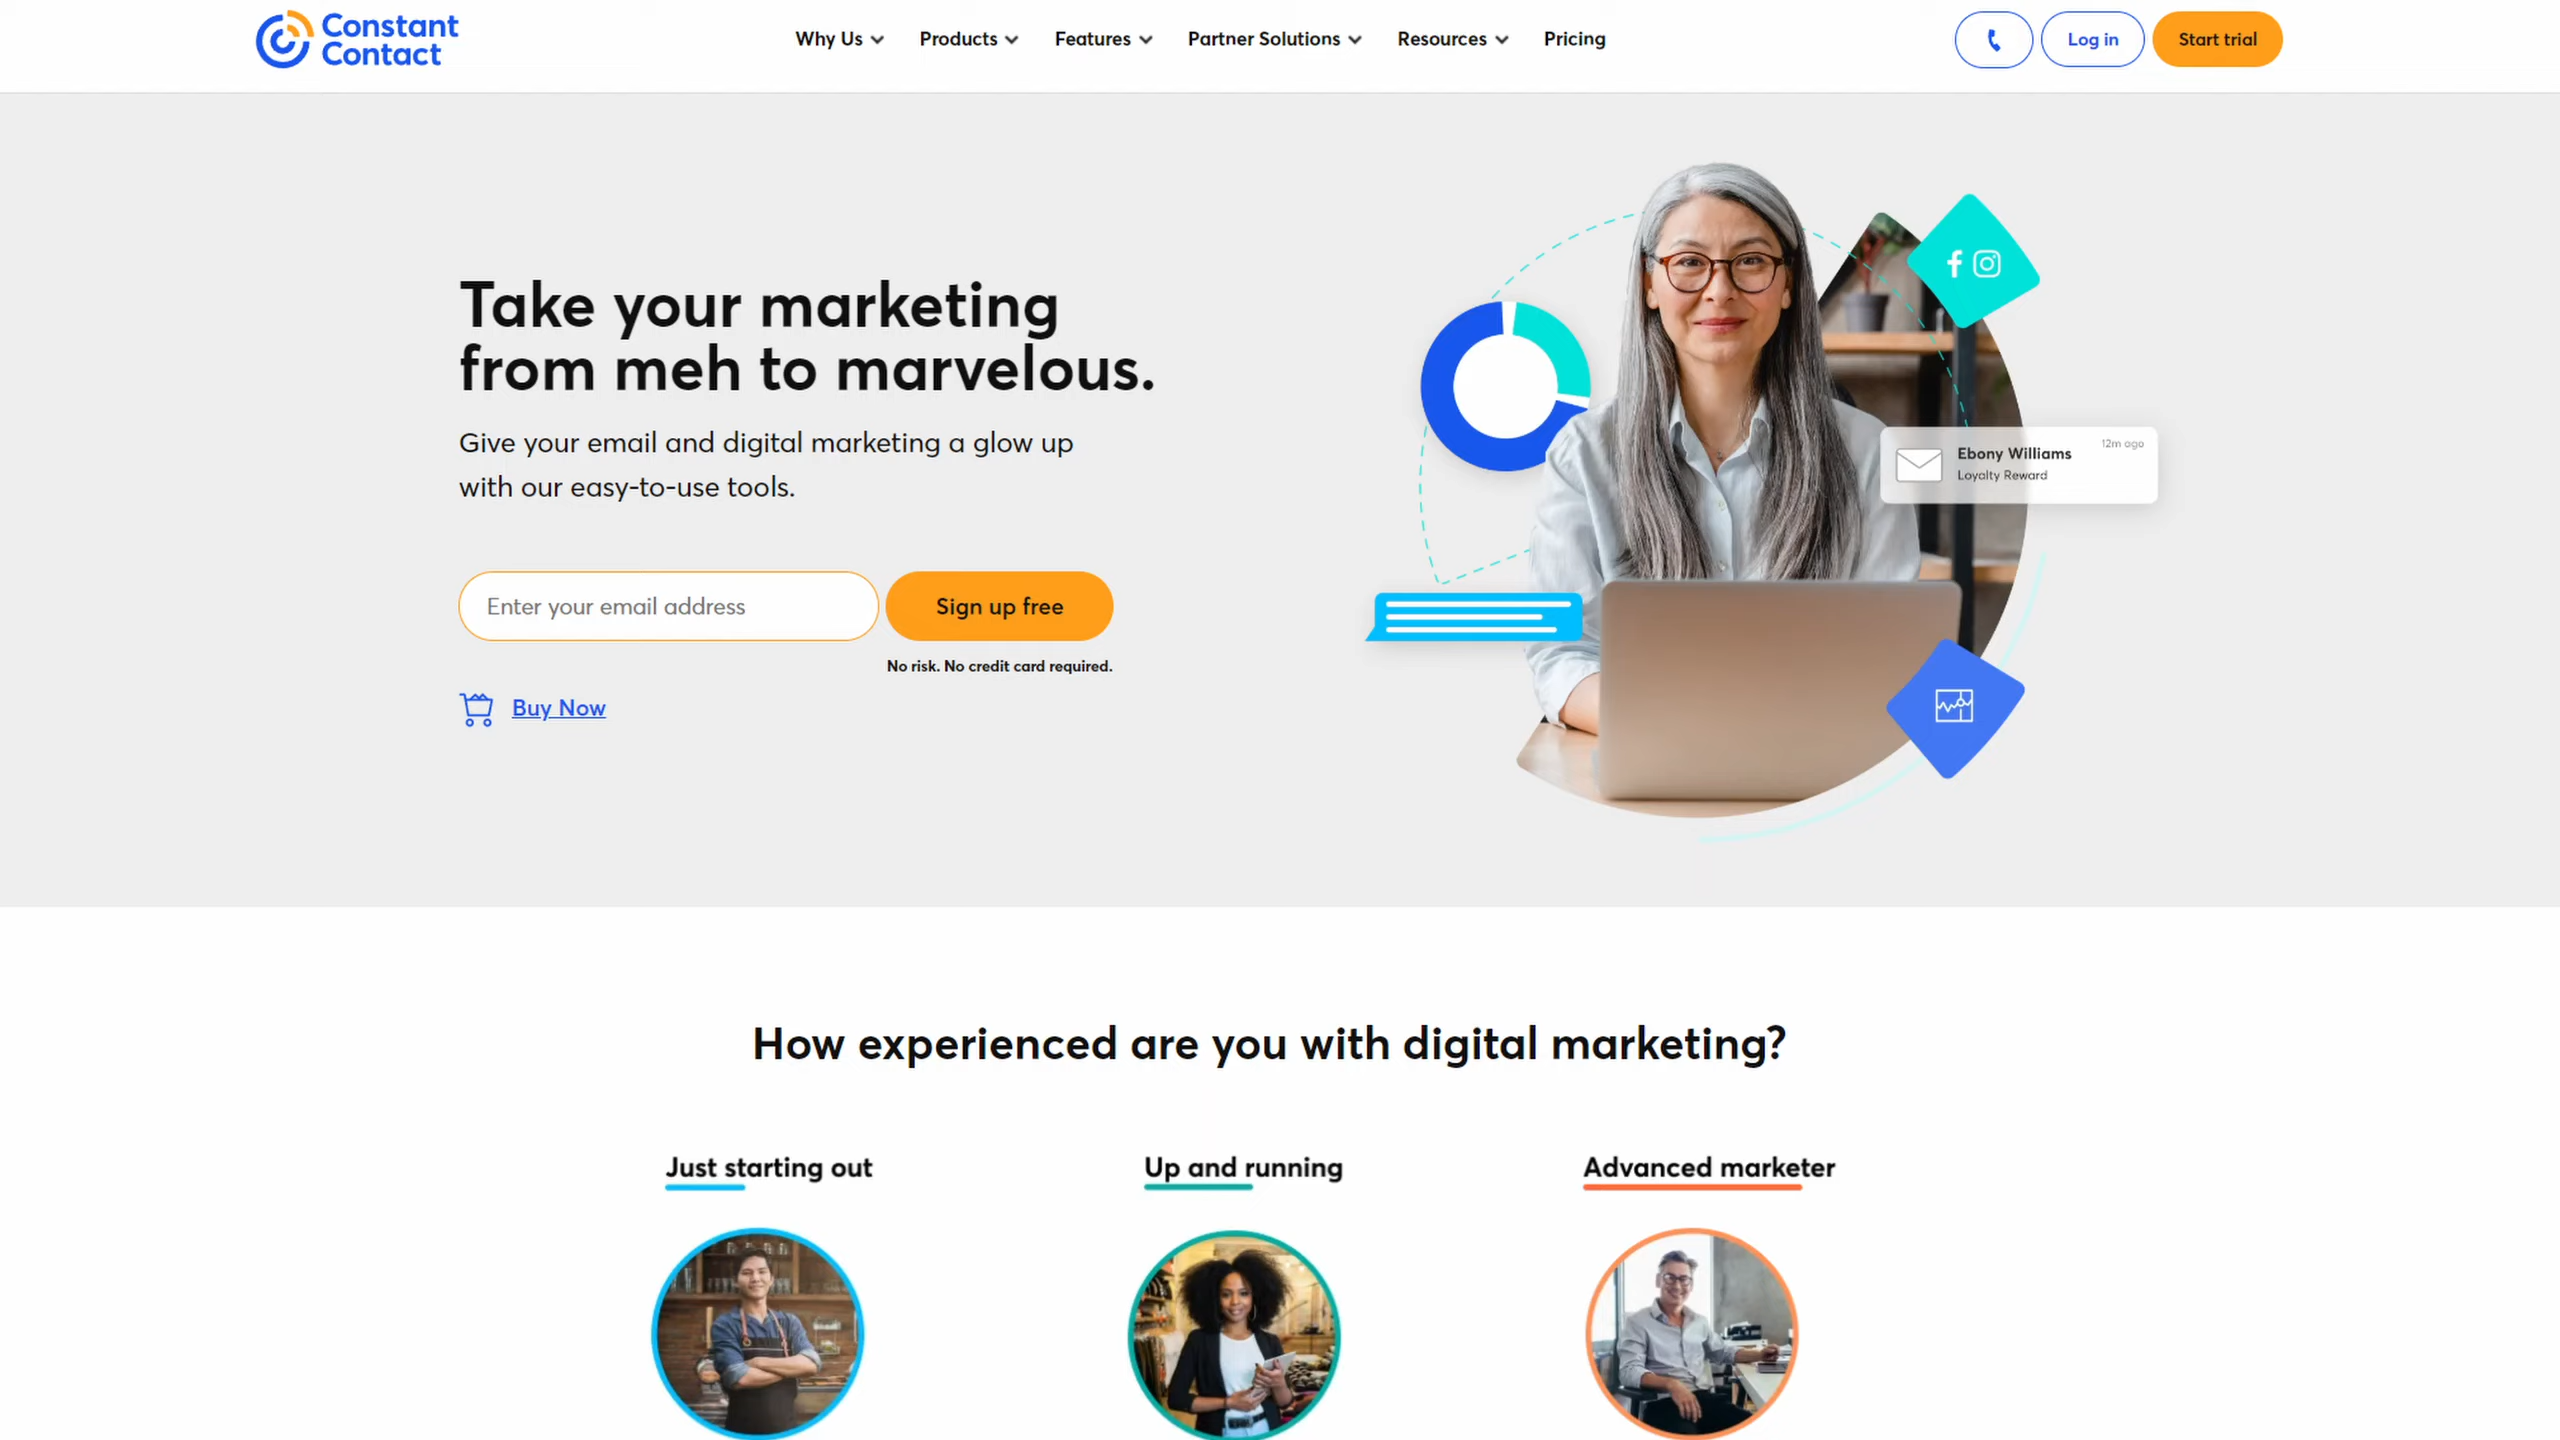 Constant
Contact
Why Us
Products
Features
Partner Solutions
Resources
Pricing
Log in
Start trial
Take your marketing
from meh to marvelous.
Give your email and digital marketing a glow up
with our easy-to-use tools.
Enter your email address
Sign up free
No risk. No credit card required.
Buy Now
12m ago
Ebony Williams
Loyalty Reward
How experienced are you with digital marketing?
Just starting out
Up and running
Advanced marketer